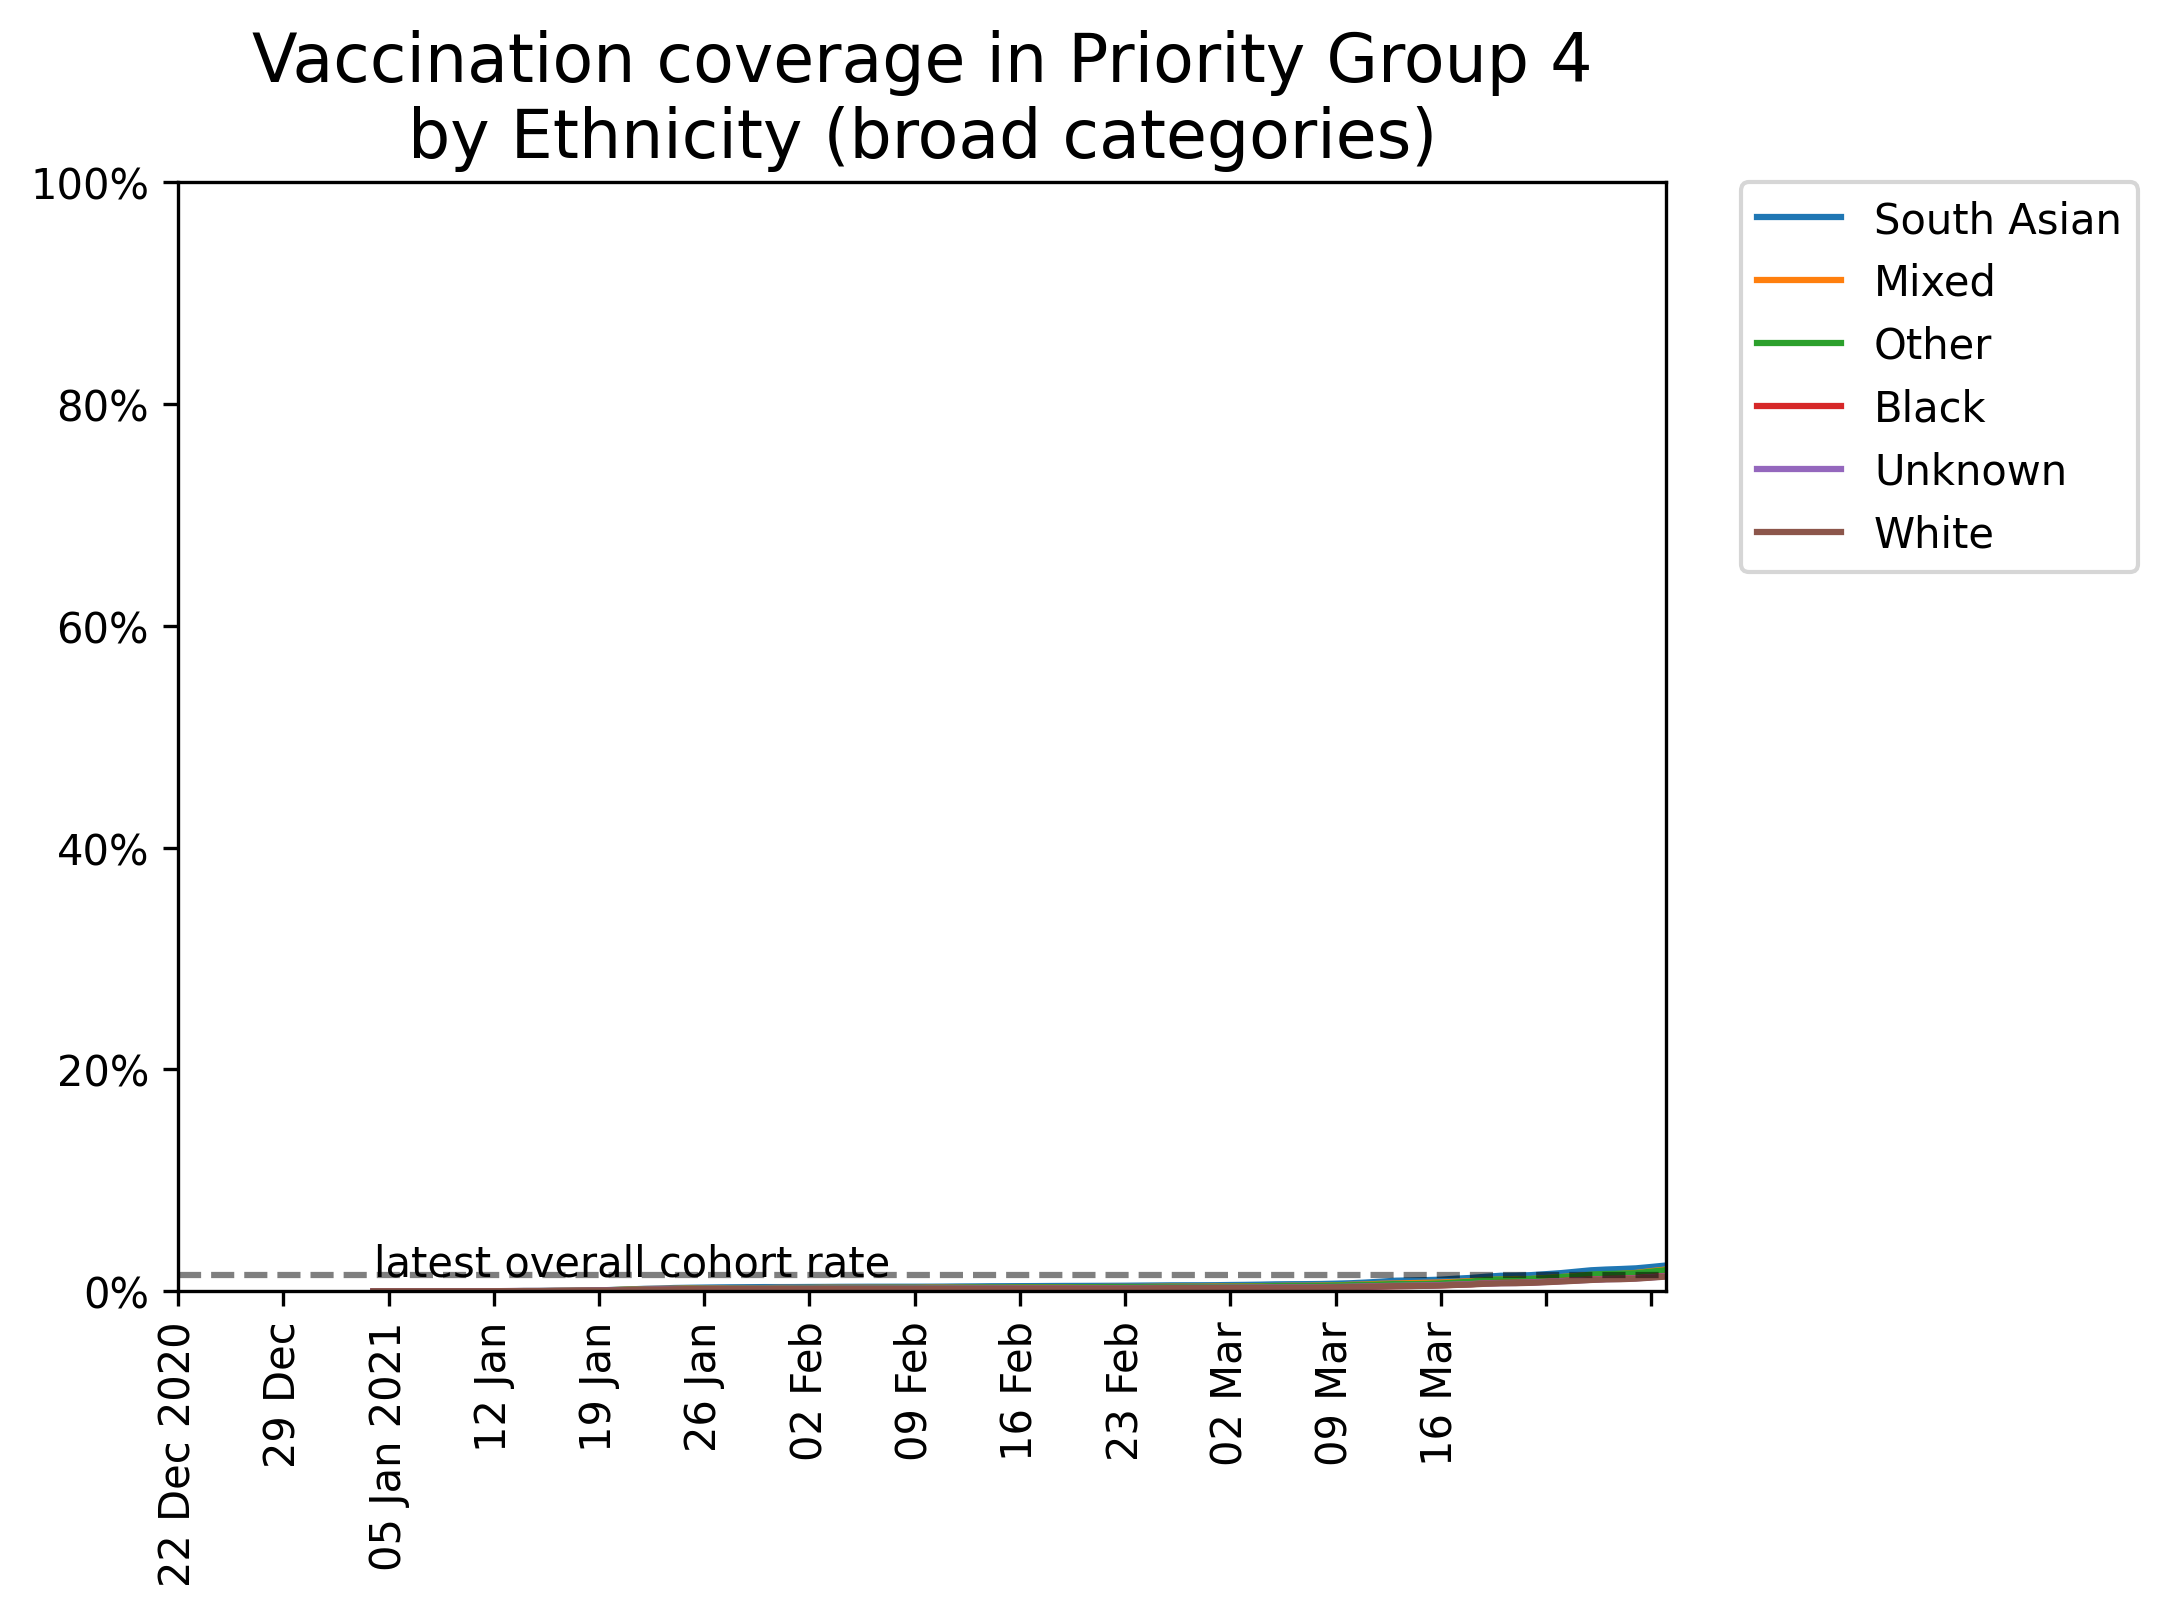 Vaccination coverage in Priority Group 4
by Ethnicity (broad categories)
100%
80%
60%
40%
20%
0%
latest overall cohort rate
22 Dec 2020
29 Dec
05 Jan 2021
12 Jan
19 Jan
26 Jan
02 Feb
09 Feb
16 Feb
23 Feb
02 Mar
09 Mar
16 Mar
South Asian
Mixed
Other
Black
Unknown
White